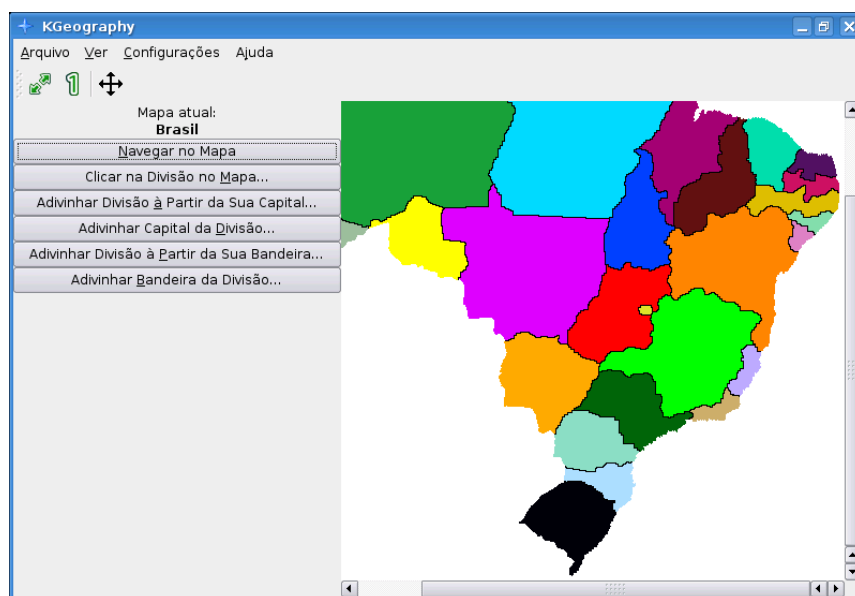 KGeography
Arquivo Ver Configurações Ajuda
1
Mapa atual:
Brasil
Navegar no Mapa
Clicar na Divisão no Mapa...
Adivinhar Divisão à Partir da Sua Capital...
Adivinhar Capital da Divisão...
Adivinhar Divisão à Partir da Sua Bandeira...
Adivinhar Bandeira da Divisão...